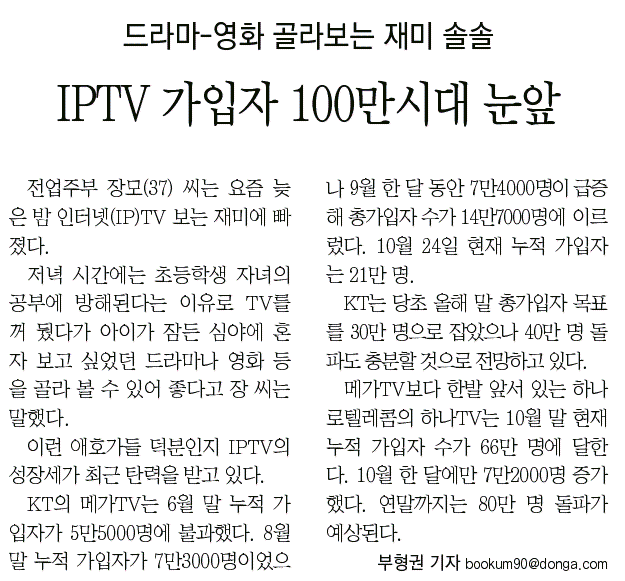 드라마-영화 골라보는 재미 솔솔
IPTV 가입자 100만시대 눈앞
전업주부 장모(37) 씨는 요즘 늦
은 밤 인터넷(IP)TV 보는 재미에 빠
졌다.
저녁 시간에는 초등학생 자녀의
공부에 방해된다는 이유로 TV를
꺼 뒀다가 아이가 잠든 심야에 혼
자 보고 싶었던 드라마나 영화 등
을 골라 볼 수 있어 좋다고 장 씨는
말했다.
이런 애호가들 덕분인지 IPTV의
성장세가 최근 탄력을 받고 있다.
KT의 메가TV는 6월 말 누적 가
입자가 5만5000명에 불과했다. 8월
말 누적 가입자가 7만3000명이었으
나 9월 한 달 동안 7만4000명이 급증
해 총가입자 수가 14만7000명에 이르
렀다. 10월 24일 현재 누적 가입자
는 21만 명.
KT는 당초 올해 말 총가입자 목표
를 30만 명으로 잡았으나 40만 명 돌
파도 충분할 것으로 전망하고 있다.
메가TV보다 한발 앞서 있는 하나
로텔레콤의 하나TV는 10월 말 현재
누적 가입자 수가 66만 명에 달한
다. 10월 한 달에만 7만2000명 증가
했다. 연말까지는 80만 명 돌파가
예상된다.
부형권 기자 bookum90@donga.com